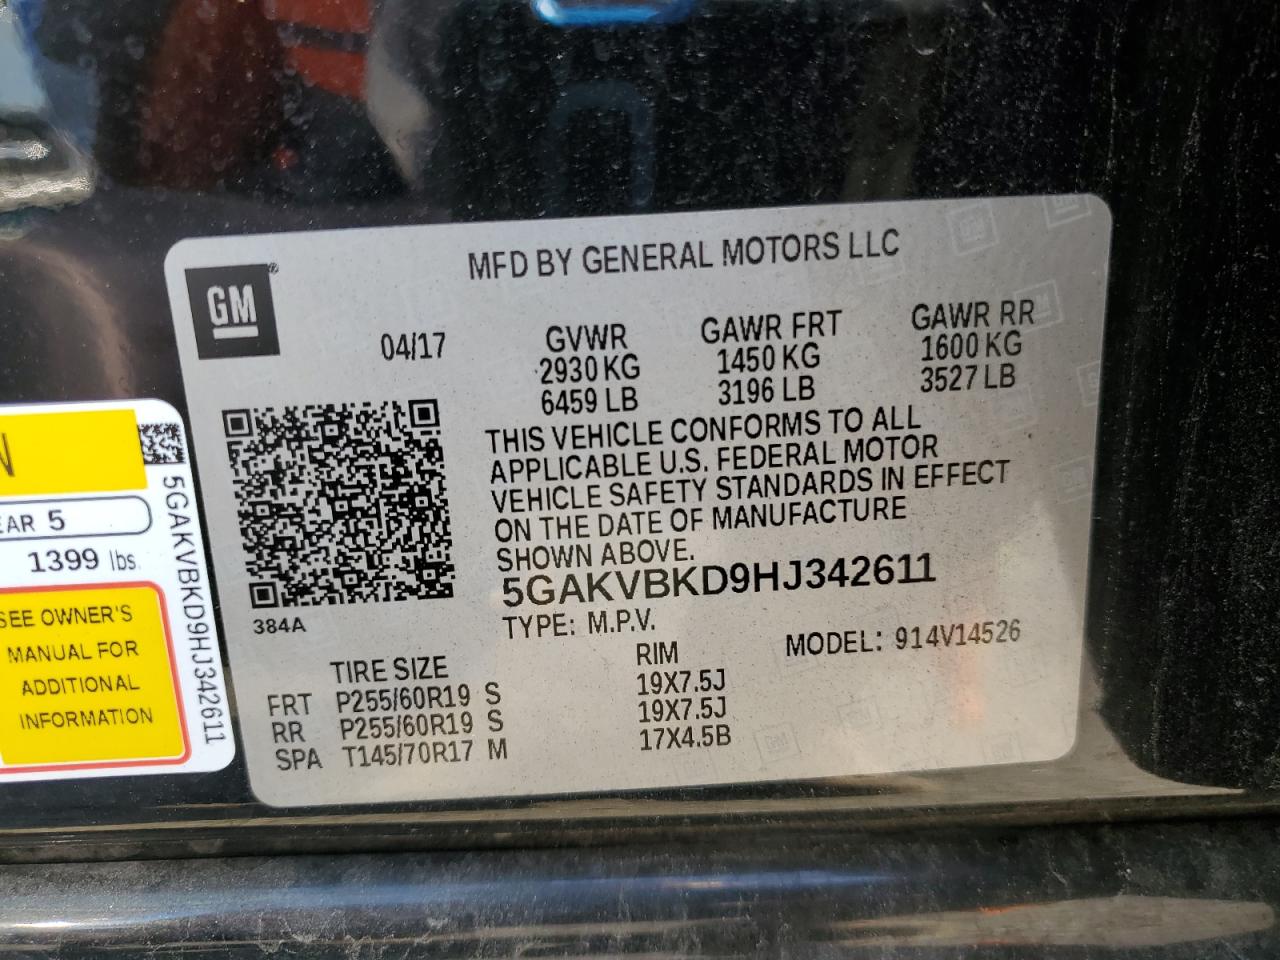 MFD BY GENERAL MOTORS LLC
GM®
04/17
GVWR
2930 KG
6459 LB
GAWR FRT
1450 KG
3196 LB
GAWR RR
1600 KG
3527 LB
THIS VEHICLE CONFORMS TO ALL
APPLICABLE U.S. FEDERAL MOTOR
VEHICLE SAFETY STANDARDS IN EFFECT
ON THE DATE OF MANUFACTURE
SHOWN ABOVE.
5GAKVBKD9HJ342611
384A
TYPE: M.P.V.
MODEL: 914V14526
TIRE SIZE RIM
FRT P255/60R19 S 19X7.5J
RR P255/60R19 S 19X7.5J
SPA T145/70R17 M 17X4.5B
5
1399 lbs.
SEE OWNER'S
MANUAL FOR
ADDITIONAL
INFORMATION
5GAKVBKD9HJ342611